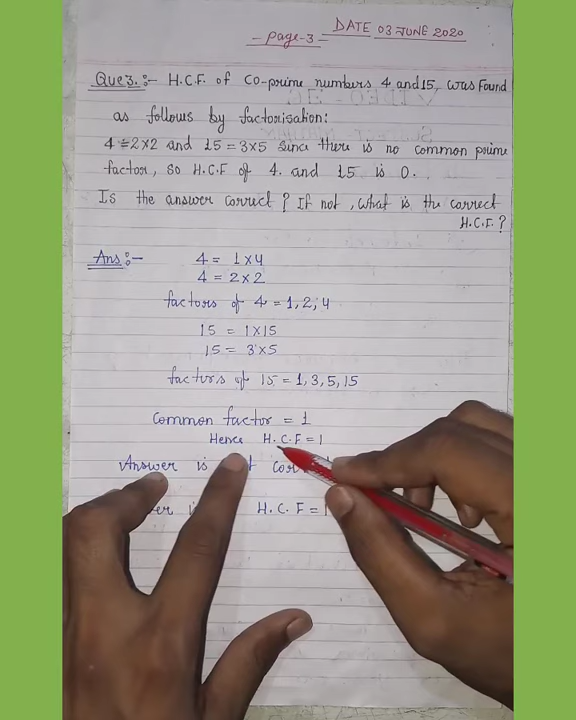 - Page-3 -
DATE 03 JUNE 2020
Que3.:- H.C.F. of Co-prime numbers 4 and 15, was found
as follows by factorisation:
4 = 2×2 and 15 = 3×5 since there is no common prime
factor, so H.C.F of 4 and 15 is 0.
Is the answer correct? If not, what is the correct
H.C.F.?
Ans:- 4 = 1×4
4 = 2×2
factors of 4 = 1, 2, 4
15 = 1×15
15 = 3×5
factors of 15 = 1, 3, 5, 15
Common factor = 1
Hence H.C.F = 1
Answer is
H.C.F = 1